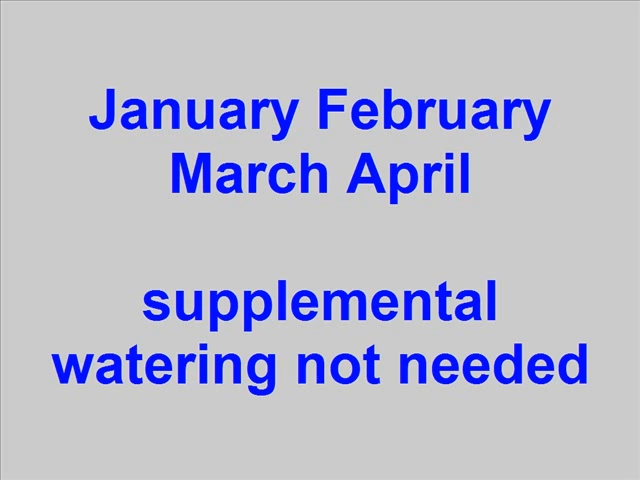 January February
March April
supplemental
watering not needed